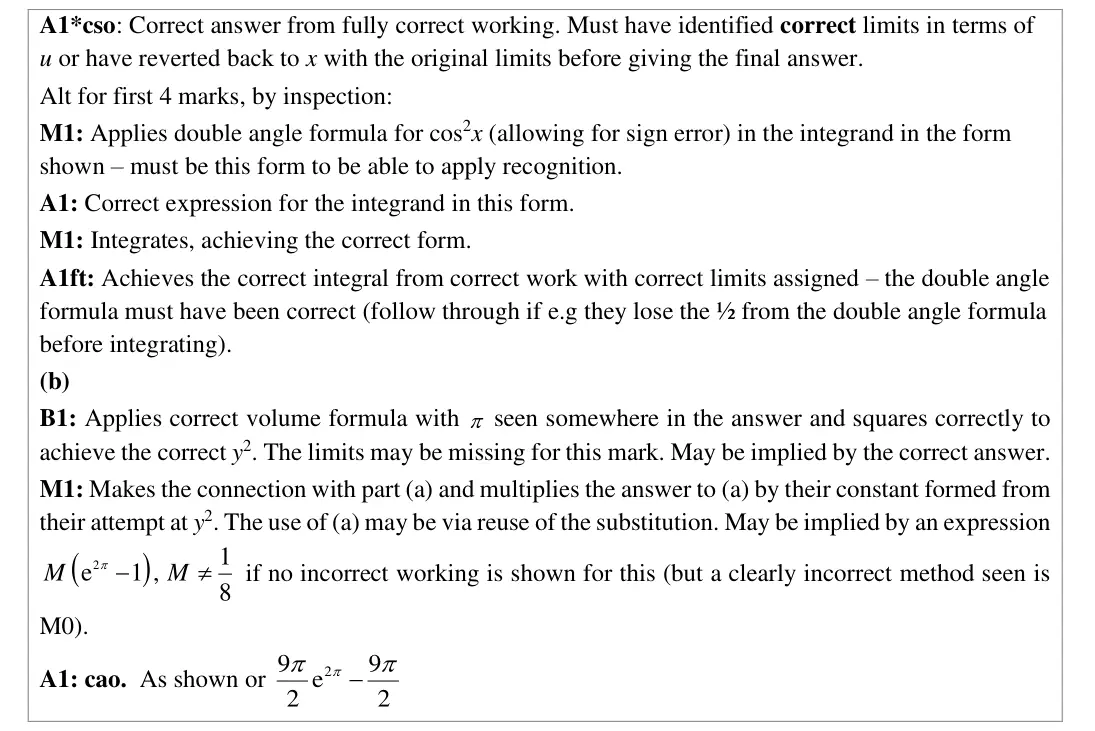 A1*cso: Correct answer from fully correct working. Must have identified correct limits in terms of
u or have reverted back to x with the original limits before giving the final answer.
Alt for first 4 marks, by inspection:
M1: Applies double angle formula for cos²x (allowing for sign error) in the integrand in the form
shown – must be this form to be able to apply recognition.
A1: Correct expression for the integrand in this form.
M1: Integrates, achieving the correct form.
A1ft: Achieves the correct integral from correct work with correct limits assigned – the double angle
formula must have been correct (follow through if e.g they lose the ½ from the double angle formula
before integrating).
(b)
B1: Applies correct volume formula with π seen somewhere in the answer and squares correctly to
achieve the correct y². The limits may be missing for this mark. May be implied by the correct answer.
M1: Makes the connection with part (a) and multiplies the answer to (a) by their constant formed from
their attempt at y². The use of (a) may be via reuse of the substitution. May be implied by an expression
M(e^{2π} −1), M ≠ 1/8 if no incorrect working is shown for this (but a clearly incorrect method seen is
M0).
A1: cao. As shown or 9π/2 e^{2π} − 9π/2